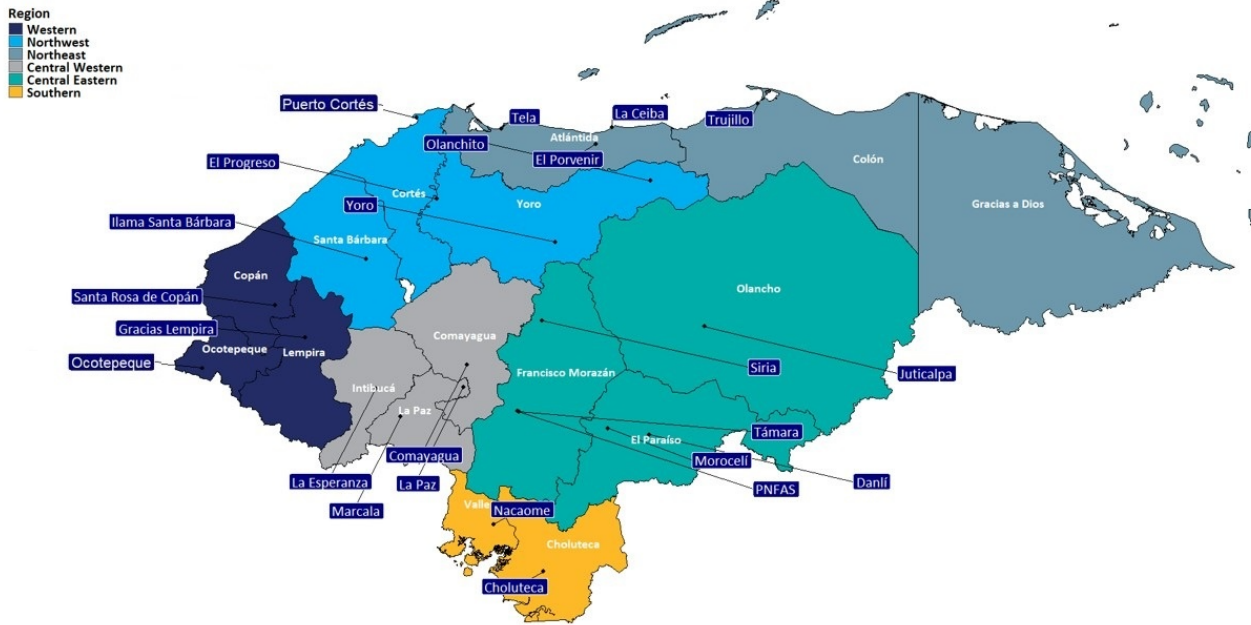 Region
Western
Northwest
Northeast
Central Western
Central Eastern
Southern
Puerto Cortés
Tela
La Ceiba
Trujillo
Olanchito
Atlántida
El Porvenir
Colón
El Progreso
Cortés
Yoro
Yoro
Gracias a Dios
Ilama Santa Bárbara
Santa Bárbara
Copán
Olancho
Santa Rosa de Copán
Gracias Lempira
Comayagua
Ocotepeque
Lempira
Ocotepeque
Siria
Francisco Morazán
Juticalpa
Intibucá
La Paz
Támara
El Paraíso
Comayagua
Morocelí
La Esperanza
La Paz
PNFAS
Danlí
Marcala
Valle
Nacaome
Choluteca
Choluteca